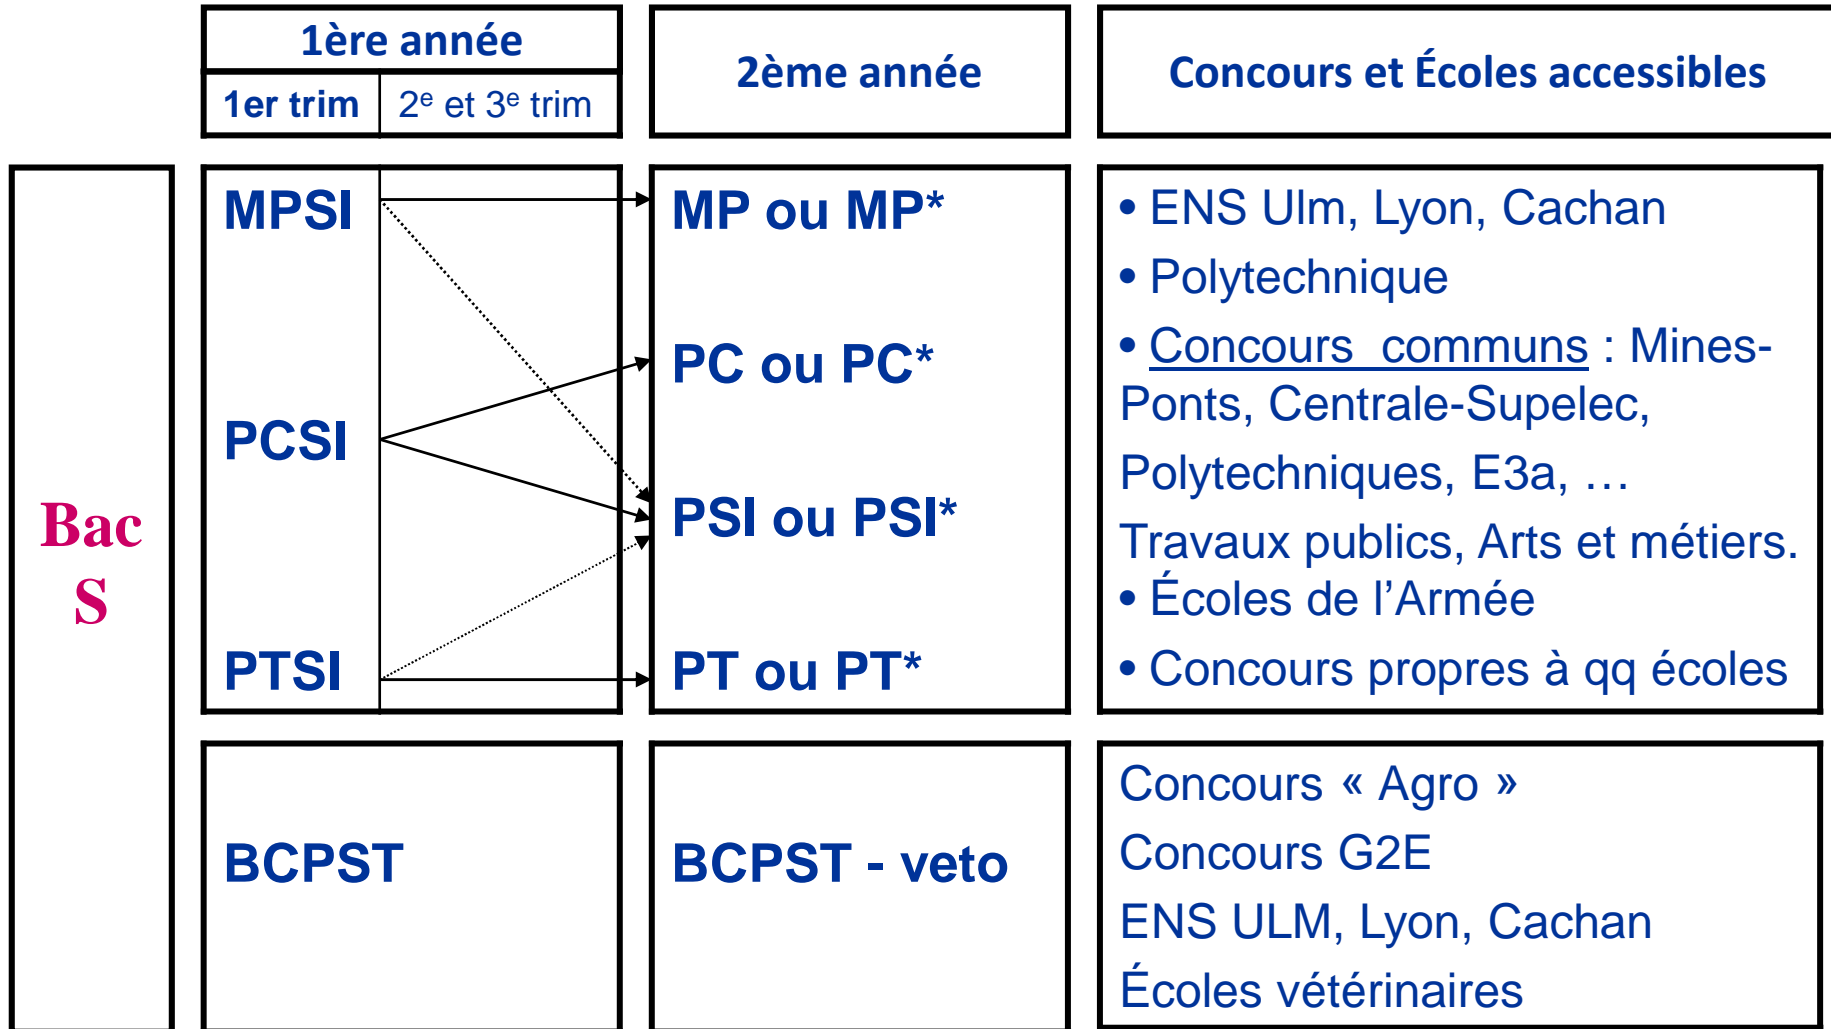 1ère année
1er trim
2e et 3e trim
2ème année
Concours et Écoles accessibles
Bac
S
MPSI
PCSI
PTSI
MP ou MP*
PC ou PC*
PSI ou PSI*
PT ou PT*
• ENS Ulm, Lyon, Cachan
• Polytechnique
• Concours communs : Mines-
Ponts, Centrale-Supelec,
Polytechniques, E3a, …
Travaux publics, Arts et métiers.
• Écoles de l’Armée
• Concours propres à qq écoles
BCPST
BCPST - veto
Concours « Agro »
Concours G2E
ENS ULM, Lyon, Cachan
Écoles vétérinaires